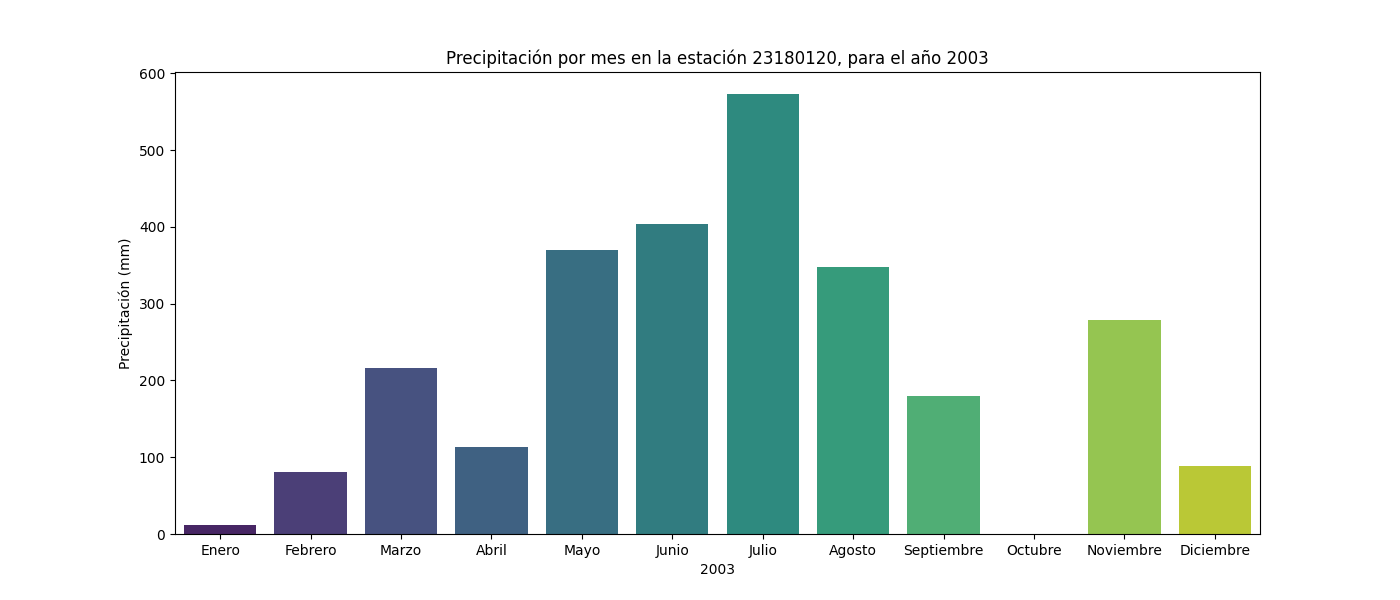 Precipitación por mes en la estación 23180120, para el año 2003
Precipitación (mm)
600
500
400
300
200
100
0
Enero Febrero Marzo Abril Mayo Junio Julio Agosto Septiembre Octubre Noviembre Diciembre
2003